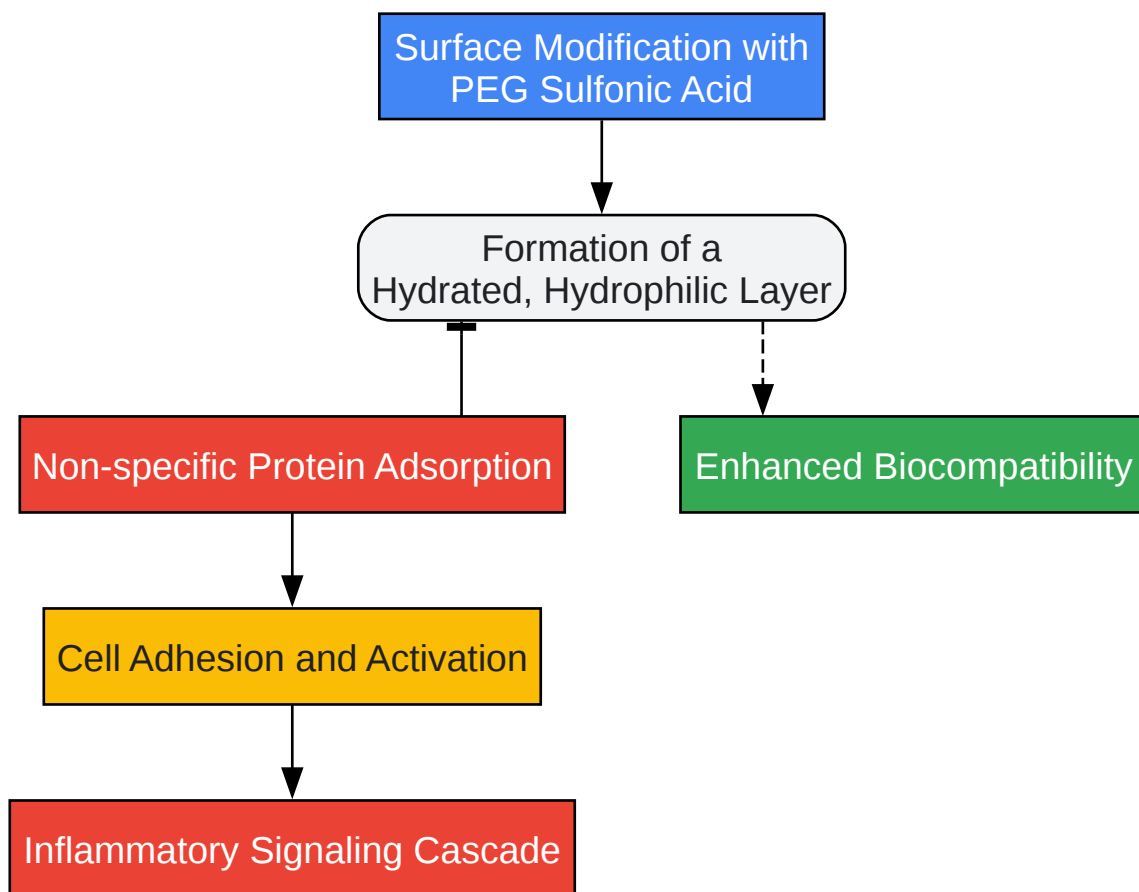 Surface Modification with
PEG Sulfonic Acid
Formation of a
Hydrated, Hydrophilic Layer
Non-specific Protein Adsorption
Enhanced Biocompatibility
Cell Adhesion and Activation
Inflammatory Signaling Cascade